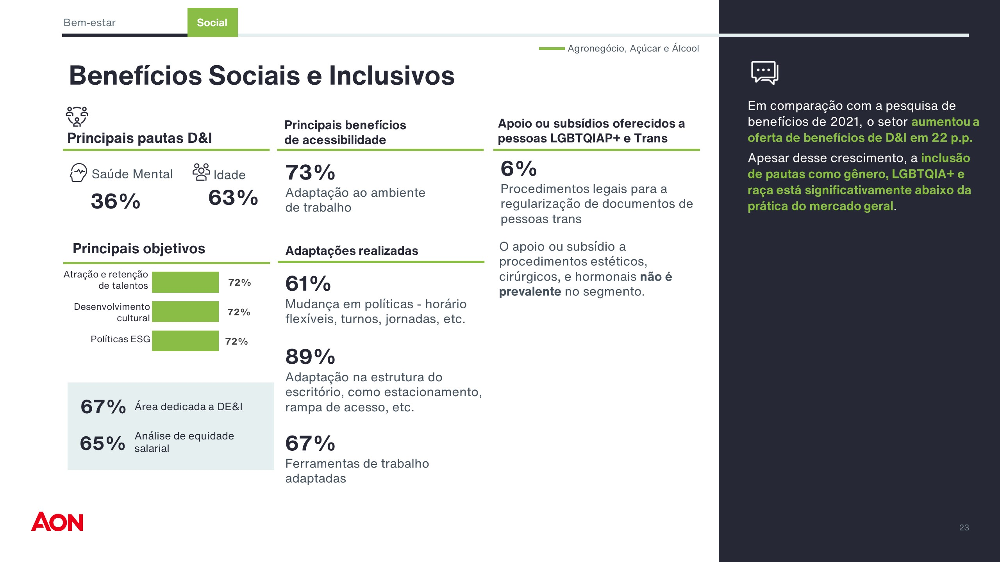 Bem-estar
Social
Agronegócio, Açúcar e Álcool
Benefícios Sociais e Inclusivos
Principais pautas D&I
Saúde Mental
36%
Idade
63%
Principais objetivos
Atração e retenção
de talentos
72%
Desenvolvimento
cultural
72%
Políticas ESG
72%
67%
Área dedicada a DE&I
65%
Análise de equidade
salarial
Principais benefícios
de acessibilidade
73%
Adaptação ao ambiente
de trabalho
Adaptações realizadas
61%
Mudança em políticas - horário
flexíveis, turnos, jornadas, etc.
89%
Adaptação na estrutura do
escritório, como estacionamento,
rampa de acesso, etc.
67%
Ferramentas de trabalho
adaptadas
Apoio ou subsídios oferecidos a
pessoas LGBTQIAP+ e Trans
6%
Procedimentos legais para a
regularização de documentos de
pessoas trans
O apoio ou subsídio a
procedimentos estéticos,
cirúrgicos, e hormonais não é
prevalente no segmento.
Em comparação com a pesquisa de
benefícios de 2021, o setor aumentou a
oferta de benefícios de D&I em 22 p.p.
Apesar desse crescimento, a inclusão
de pautas como gênero, LGBTQIA+ e
raça está significativamente abaixo da
prática do mercado geral.
AON
23